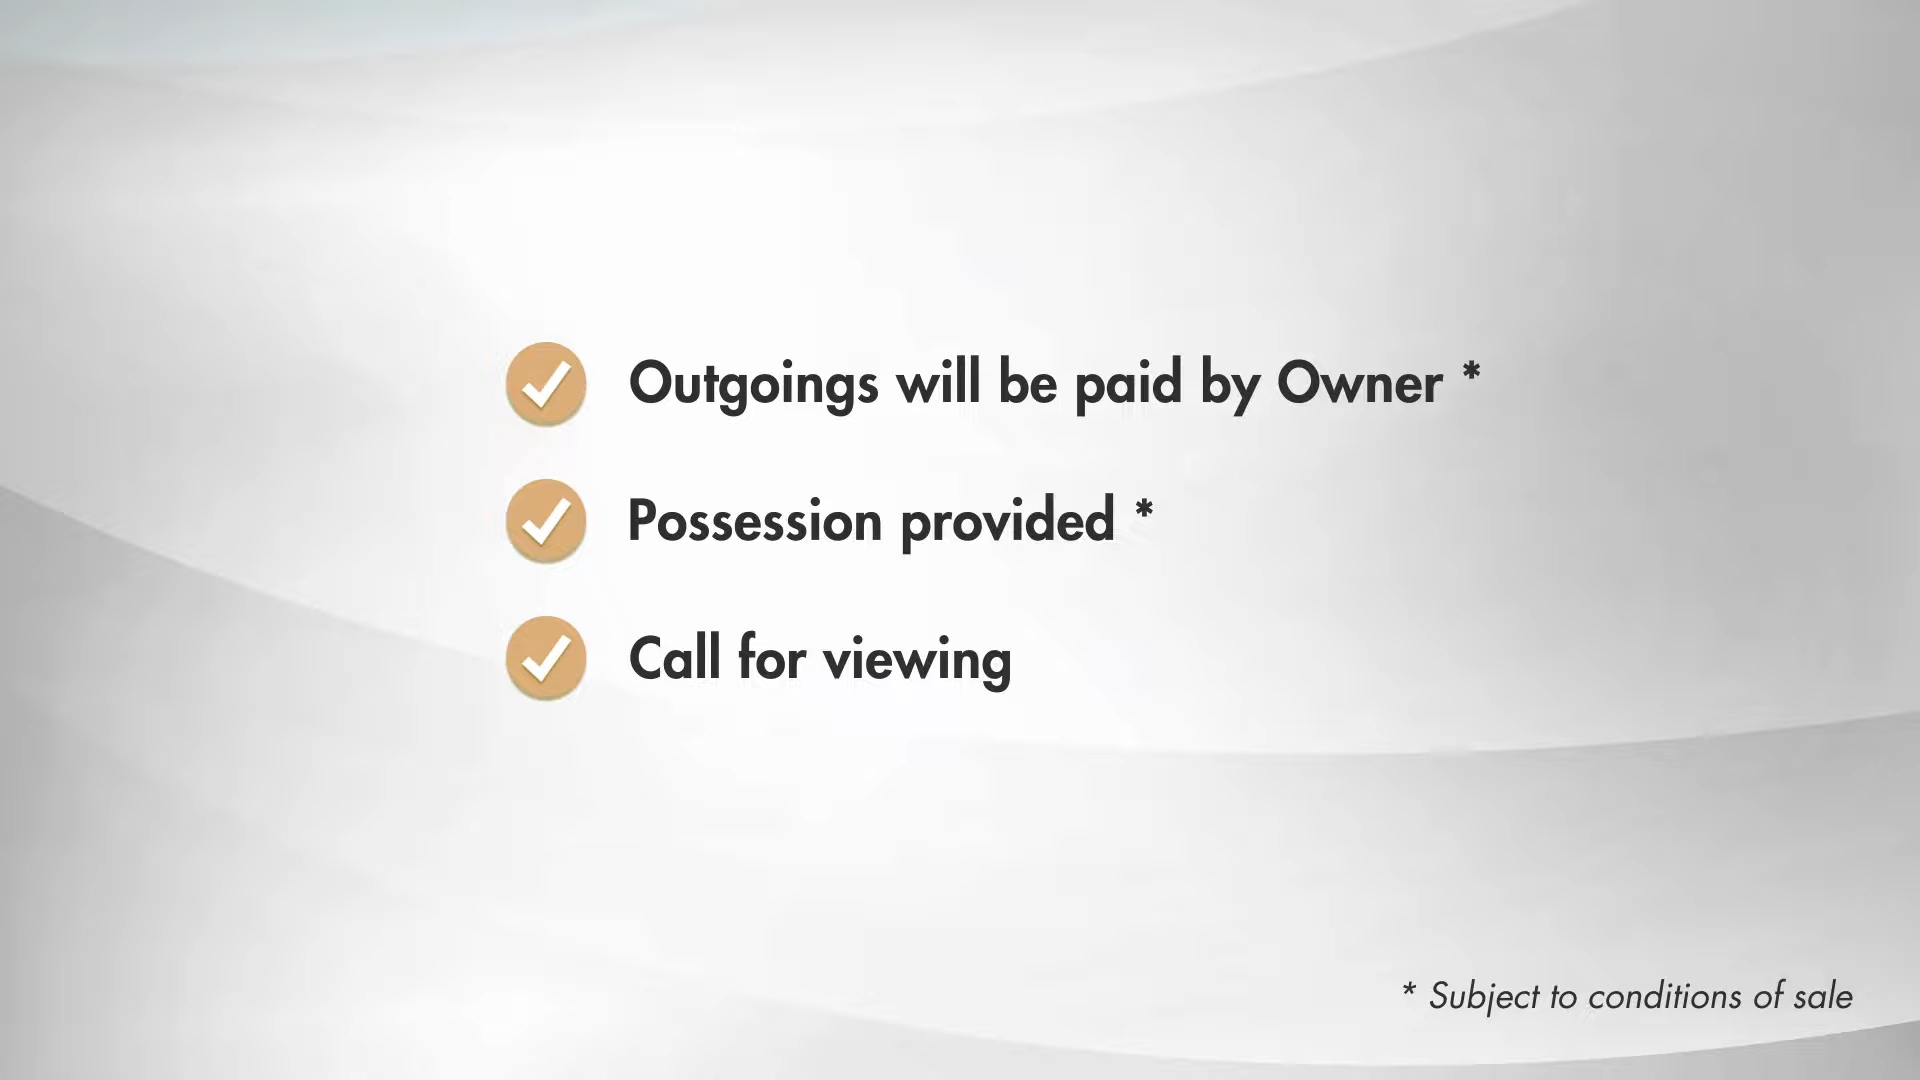 Outgoings will be paid by Owner *
Possession provided *
Call for viewing
* Subject to conditions of sale